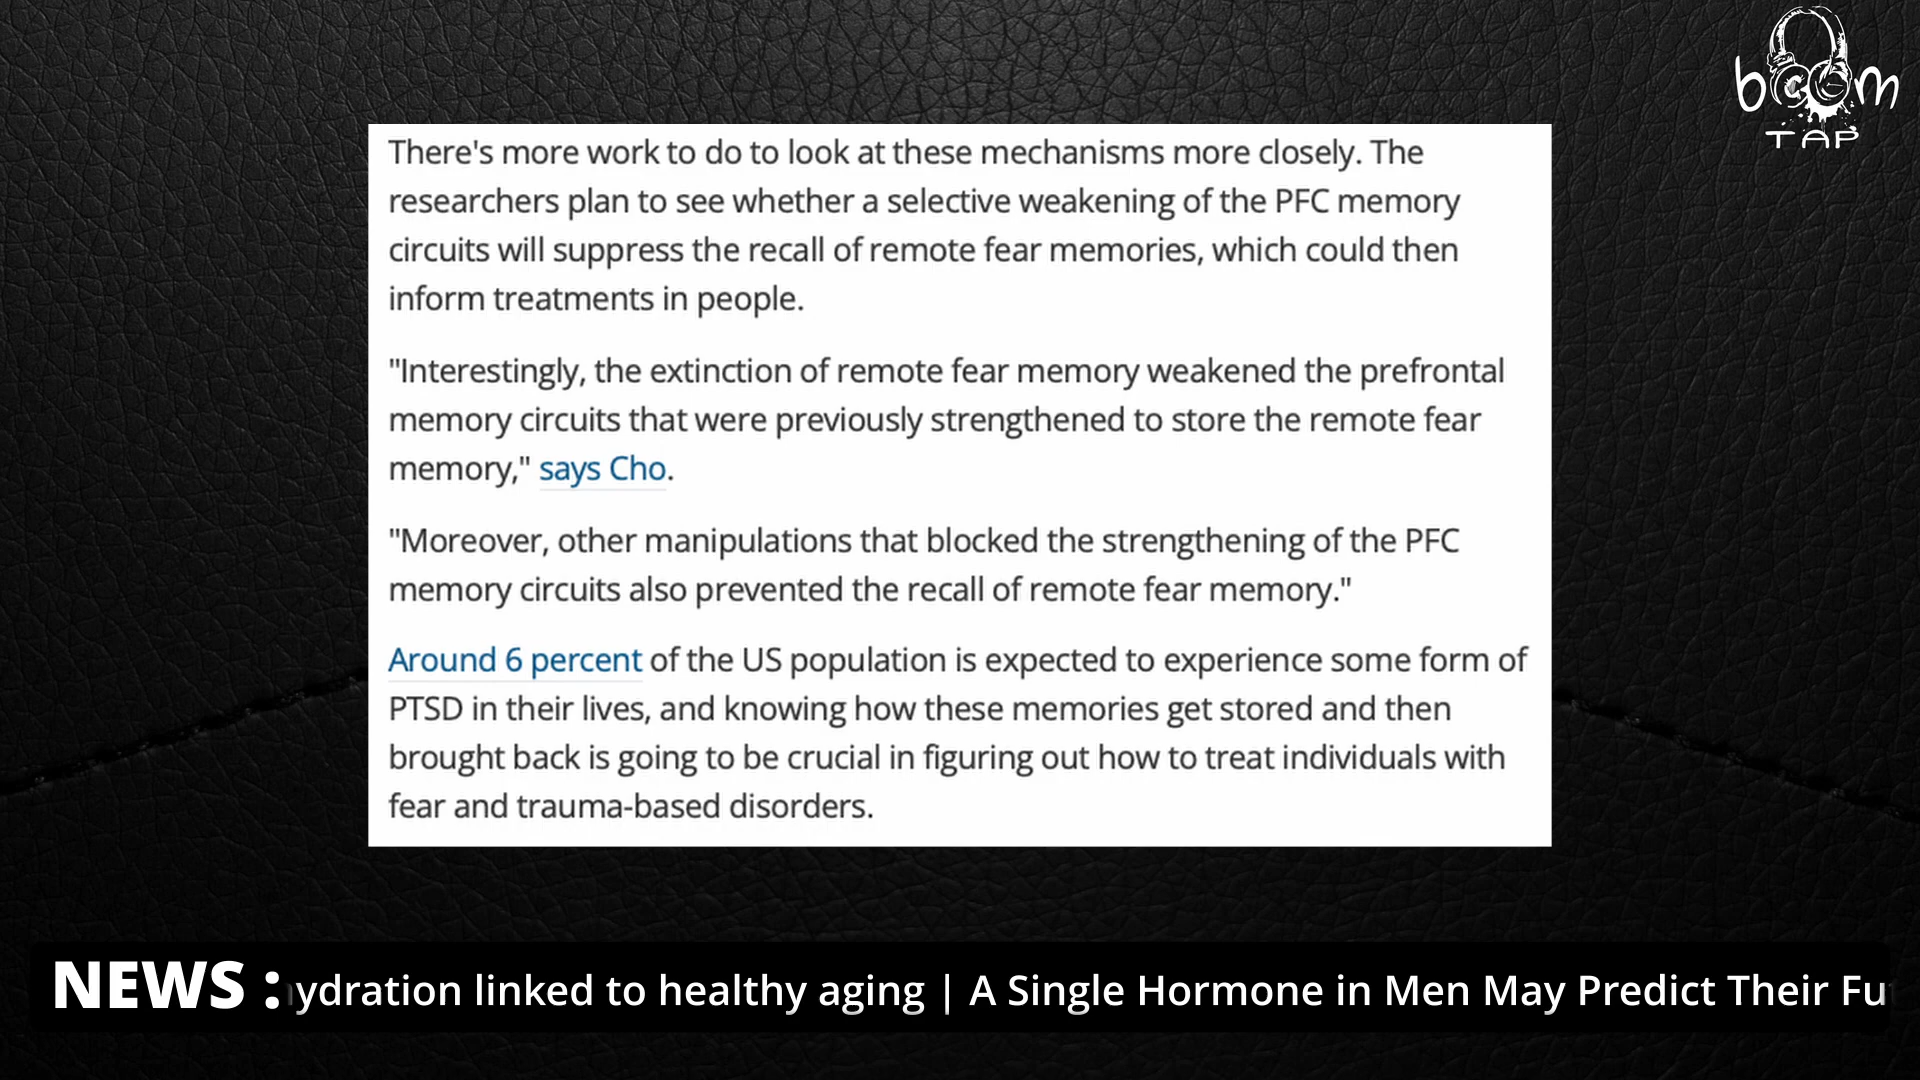 boom
TAP
There's more work to do to look at these mechanisms more closely. The
researchers plan to see whether a selective weakening of the PFC memory
circuits will suppress the recall of remote fear memories, which could then
inform treatments in people.
"Interestingly, the extinction of remote fear memory weakened the prefrontal
memory circuits that were previously strengthened to store the remote fear
memory," says Cho.
"Moreover, other manipulations that blocked the strengthening of the PFC
memory circuits also prevented the recall of remote fear memory."
Around 6 percent of the US population is expected to experience some form of
PTSD in their lives, and knowing how these memories get stored and then
brought back is going to be crucial in figuring out how to treat individuals with
fear and trauma-based disorders.
NEWS : ydration linked to healthy aging | A Single Hormone in Men May Predict Their Fu